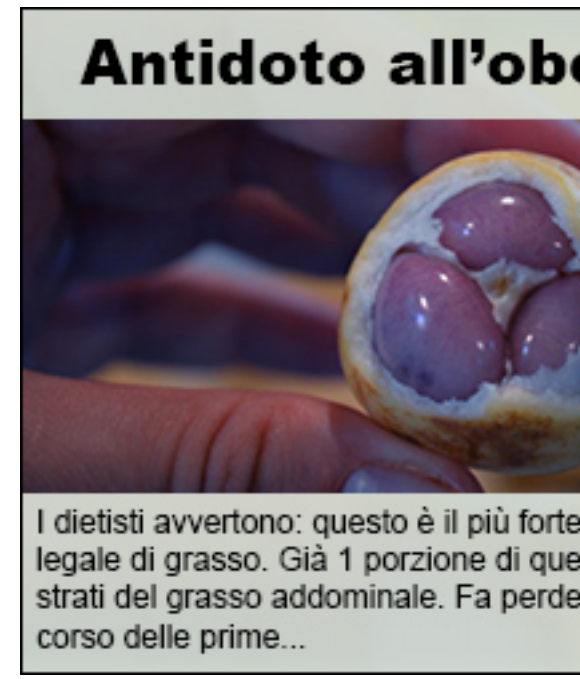 Antidoto all’obe
I dietisti avvertono: questo è il più forte
legale di grasso. Già 1 porzione di que
strati del grasso addominale. Fa perde
corso delle prime...